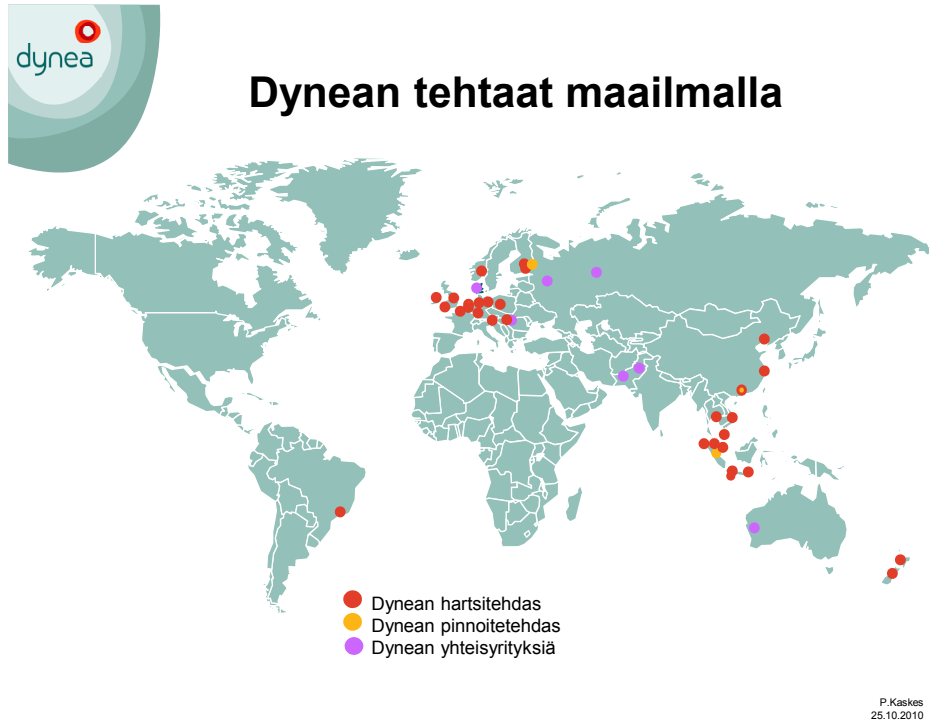 dynea
Dynean tehtaat maailmalla
Dynean hartsitehdas
Dynean pinnoitetehdas
Dynean yhteisyrityksiä
P.Kaskes
25.10.2010